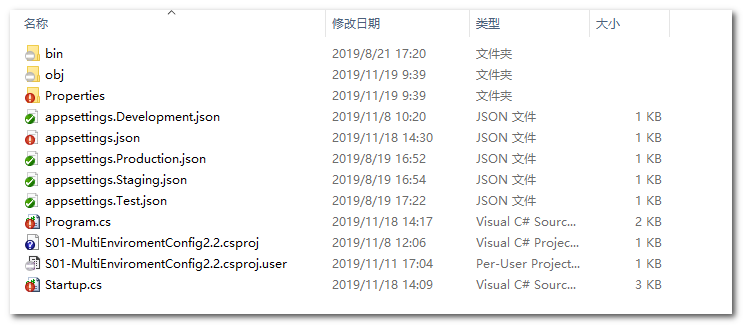 名称 修改日期 类型 大小
bin 2019/8/21 17:20 文件夹
obj 2019/11/19 9:39 文件夹
Properties 2019/11/19 9:39 文件夹
appsettings.Development.json 2019/11/8 10:20 JSON 文件 1 KB
appsettings.json 2019/11/18 14:30 JSON 文件 1 KB
appsettings.Production.json 2019/8/19 16:52 JSON 文件 1 KB
appsettings.Staging.json 2019/8/19 16:54 JSON 文件 1 KB
appsettings.Test.json 2019/8/19 17:22 JSON 文件 1 KB
Program.cs 2019/11/18 14:17 Visual C# Sourc... 2 KB
S01-MultiEnviromentConfig2.2.csproj 2019/11/8 12:06 Visual C# Projec... 1 KB
S01-MultiEnviromentConfig2.2.csproj.user 2019/11/11 17:04 Per-User Project... 1 KB
Startup.cs 2019/11/18 14:09 Visual C# Sourc... 3 KB